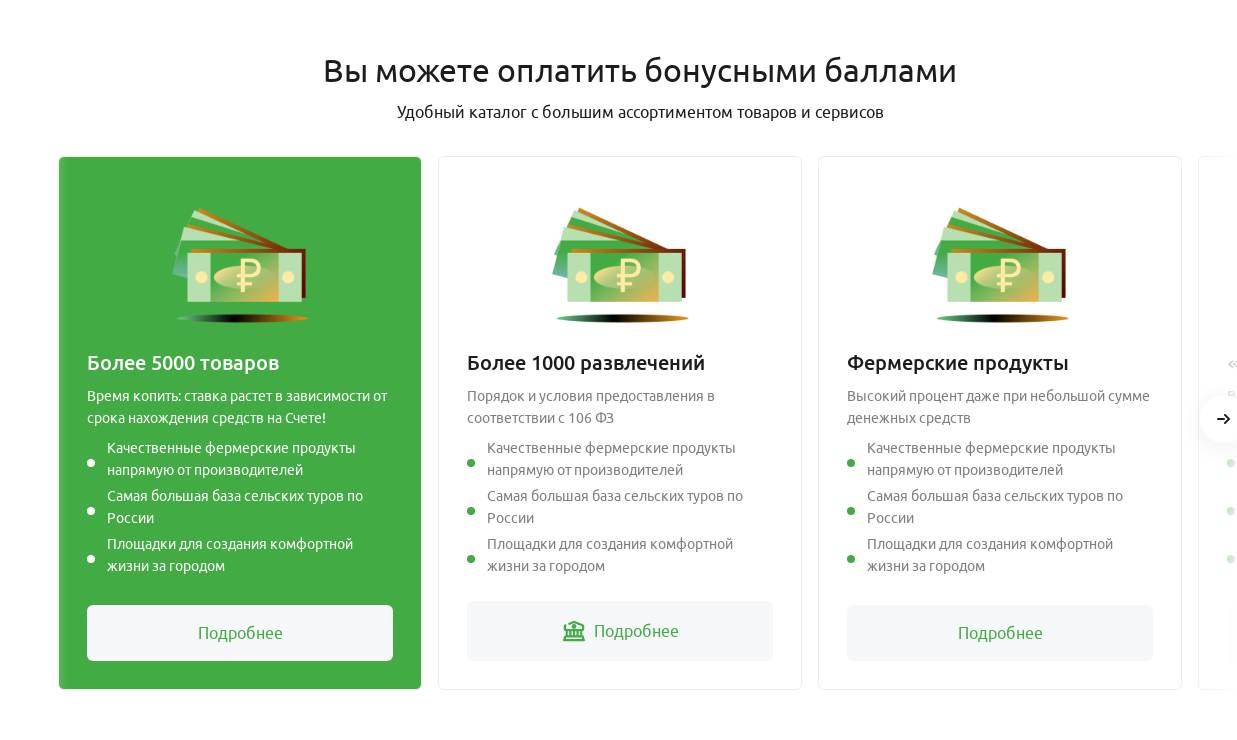 Вы можете оплатить бонусными баллами
Удобный каталог с большим ассортиментом товаров и сервисов
Более 5000 товаров
Время копить: ставка растет в зависимости от
срока нахождения средств на Счете!
Качественные фермерские продукты
напрямую от производителей
Самая большая база сельских туров по
России
Площадки для создания комфортной
жизни за городом
Подробнее
Более 1000 развлечений
Порядок и условия предоставления в
соответствии с 106 ФЗ
Качественные фермерские продукты
напрямую от производителей
Самая большая база сельских туров по
России
Площадки для создания комфортной
жизни за городом
Подробнее
Фермерские продукты
Высокий процент даже при небольшой сумме
денежных средств
Качественные фермерские продукты
напрямую от производителей
Самая большая база сельских туров по
России
Площадки для создания комфортной
жизни за городом
Подробнее